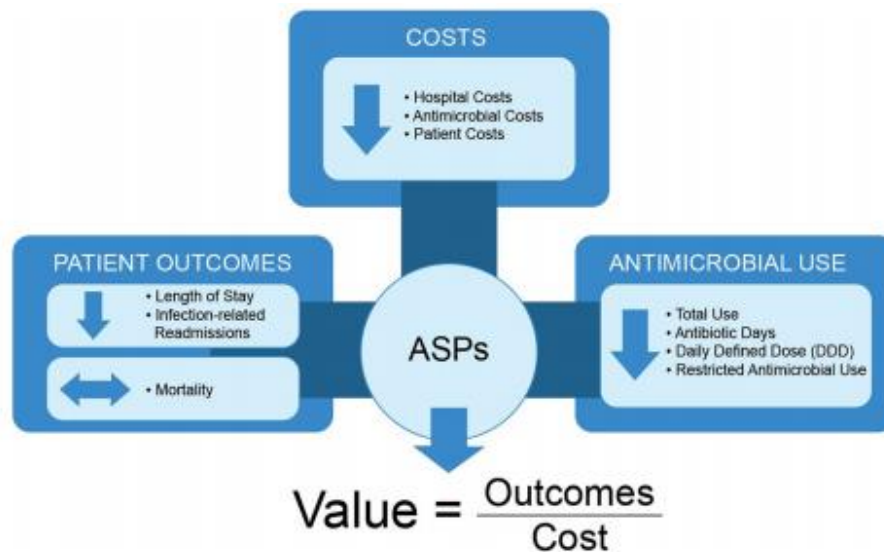 COSTS
• Hospital Costs
• Antimicrobial Costs
• Patient Costs
PATIENT OUTCOMES
• Length of Stay
• Infection-related
Readmissions
• Mortality
ASPs
ANTIMICROBIAL USE
• Total Use
• Antibiotic Days
• Daily Defined Dose (DDD)
• Restricted Antimicrobial Use
Value = Outcomes
Cost